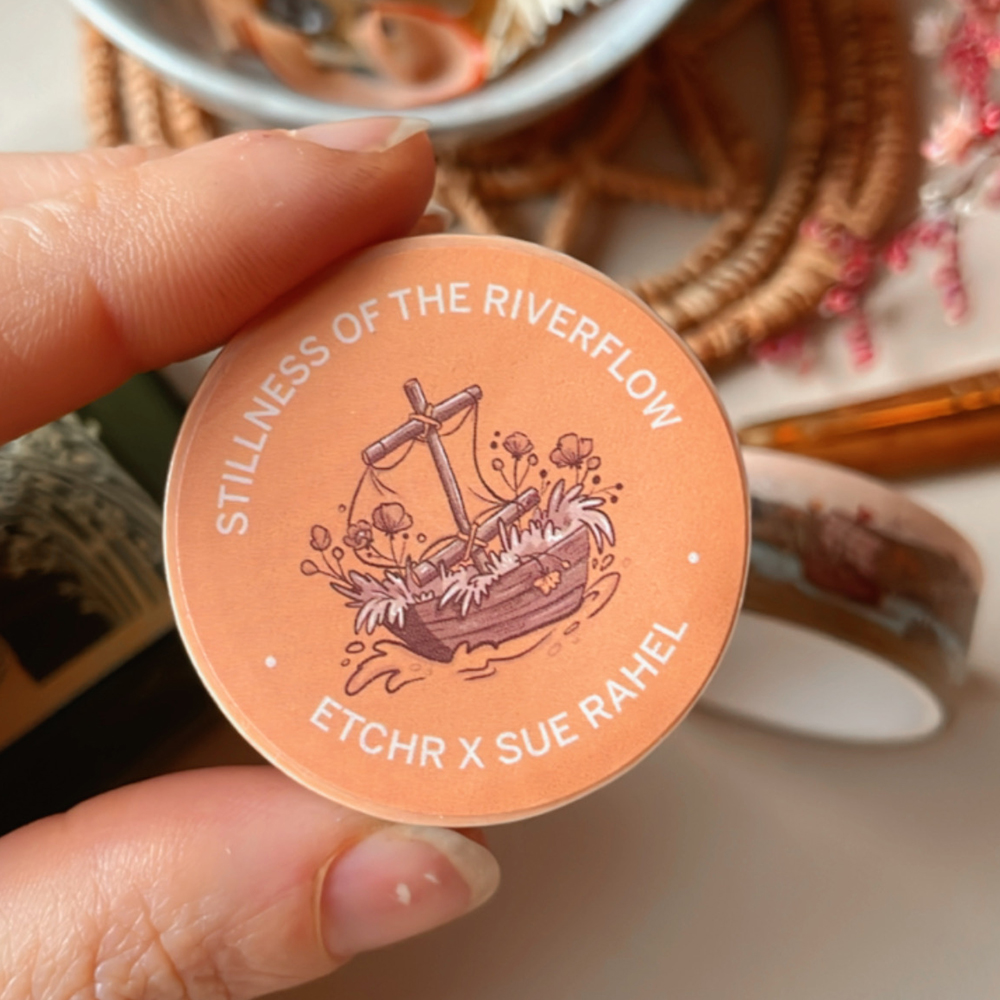 STILLNESS OF THE RIVERFLOW
ETCHR X SUE RAHEL